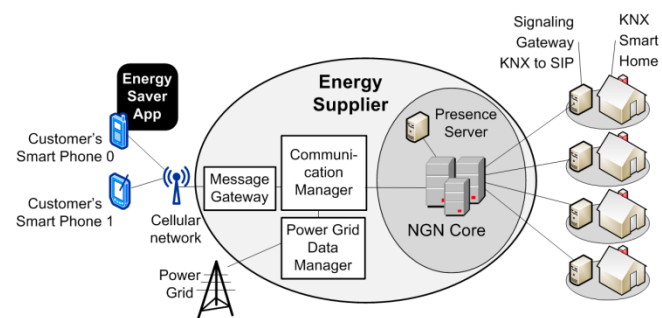 Energy
Saver
App
Customer's
Smart Phone 0
Customer's
Smart Phone 1
Cellular
network
Power
Grid
Energy
Supplier
Message
Gateway
Communi-
cation
Manager
Power Grid
Data
Manager
Presence
Server
NGN Core
Signaling
Gateway
KNX to SIP
KNX
Smart
Home